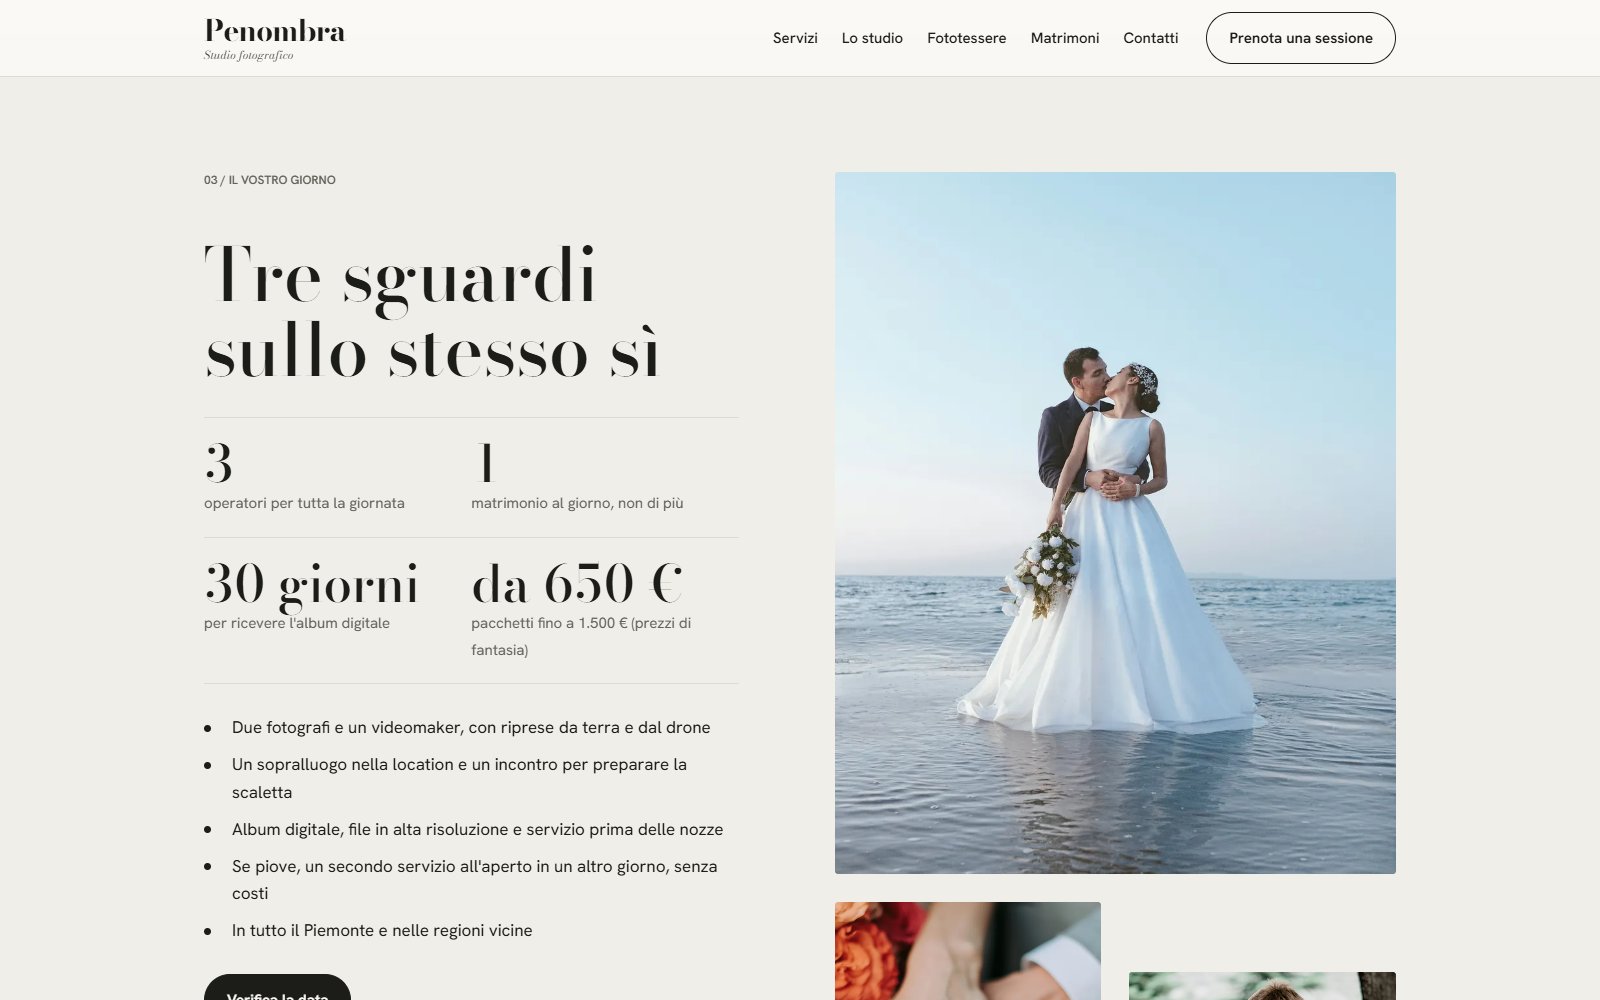 Penombra
Studio fotografico
Servizi
Lo studio
Fototessere
Matrimoni
Contatti
Prenota una sessione
03 / IL VOSTRO GIORNO
Tre sguardi
sullo stesso sì
3
operatori per tutta la giornata
1
matrimonio al giorno, non di più
30 giorni
per ricevere l'album digitale
da 650 €
pacchetti fino a 1.500 € (prezzi di
fantasia)
Due fotografi e un videomaker, con riprese da terra e dal drone
Un sopralluogo nella location e un incontro per preparare la
scaletta
Album digitale, file in alta risoluzione e servizio prima delle nozze
Se piove, un secondo servizio all'aperto in un altro giorno, senza
costi
In tutto il Piemonte e nelle regioni vicine
Verifica la data